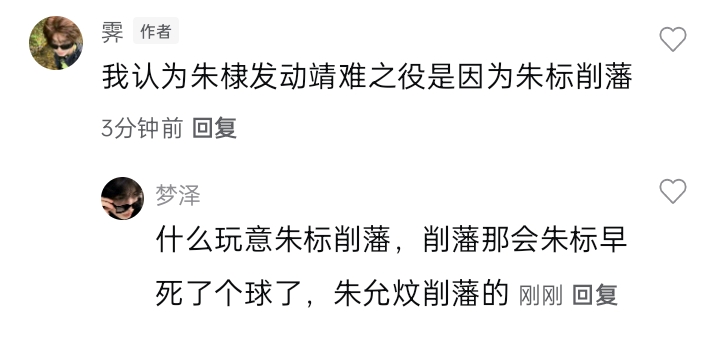 霁 作者
我认为朱棣发动靖难之役是因为朱标削藩
3分钟前 回复
梦泽
什么玩意朱标削藩，削藩那会朱标早
死了个球了，朱允炆削藩的 刚刚 回复